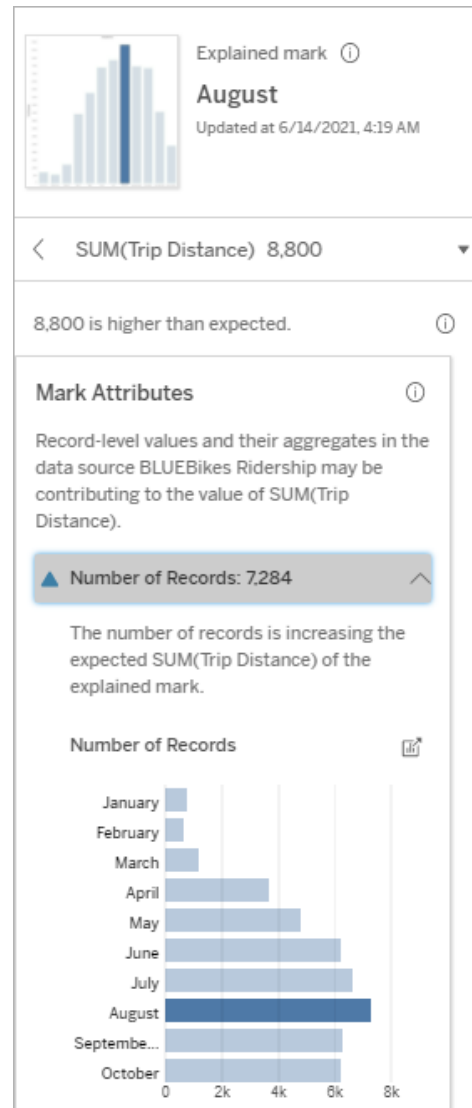 Explained mark
August
Updated at 6/14/2021, 4:19 AM
SUM(Trip Distance) 8,800
8,800 is higher than expected.
Mark Attributes
Record-level values and their aggregates in the
data source BLUEBikes Ridership may be
contributing to the value of SUM(Trip
Distance).
Number of Records: 7,284
The number of records is increasing the
expected SUM(Trip Distance) of the
explained mark.
Number of Records
January
February
March
April
May
June
July
August
Septembe...
October
0 2k 4k 6k 8k